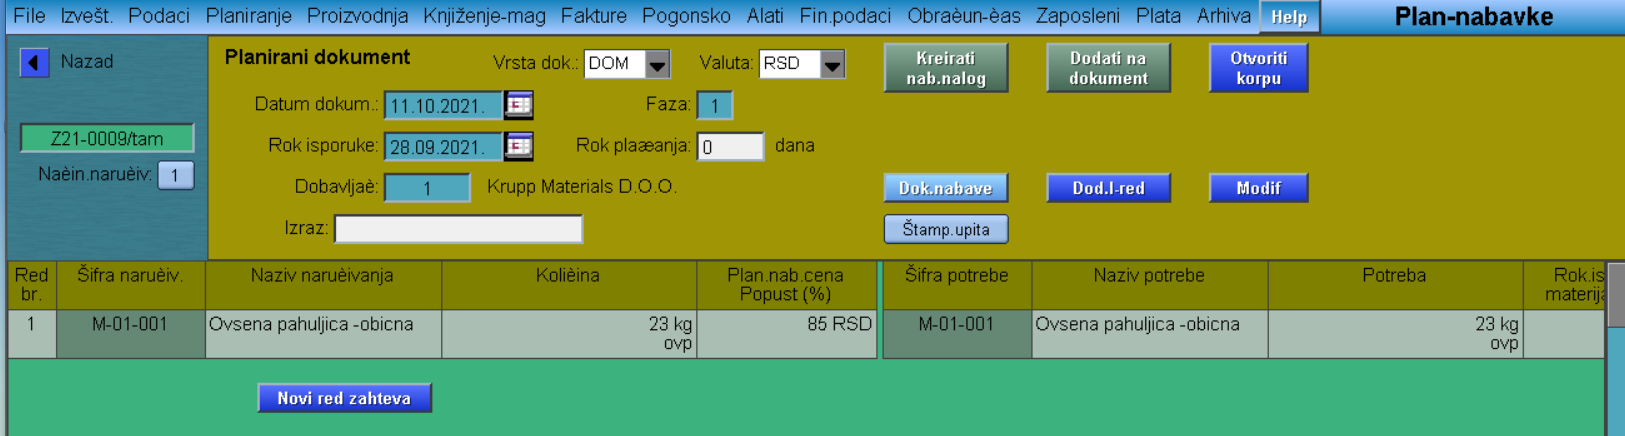 File Izvešt. Podaci Planiranje Proizvodnja Knjiženje-mag Fakture Pogonsko Alati Fin.podaci Obraèun-èas Zaposleni Plata Arhiva Help Plan-nabavke
Nazad
Z21-0009/tam
Naèin.naruèiv: 1
Planirani dokument Vrsta dok.: DOM Valuta: RSD
Datum dokum.: 11.10.2021. Faza: 1
Rok isporuke: 28.09.2021. Rok plaæanja: 0 dana
Dobavljaè: 1 Krupp Materials D.O.O.
Izraz:
Kreirati nab.nalog
Dodati na dokument
Otvoriti korpu
Dok.nabave Dod.I-red Modif
Štamp.upita
Red br. Šifra naruèiv. Naziv naruèivanja Kolièina Plan.nab.cena Popust (%) Šifra potrebe Naziv potrebe Potreba Rok.is materija
1 M-01-001 Ovsena pahuljica -obicna 23 kg ovp 85 RSD M-01-001 Ovsena pahuljica -obicna 23 kg ovp
Novi red zahteva